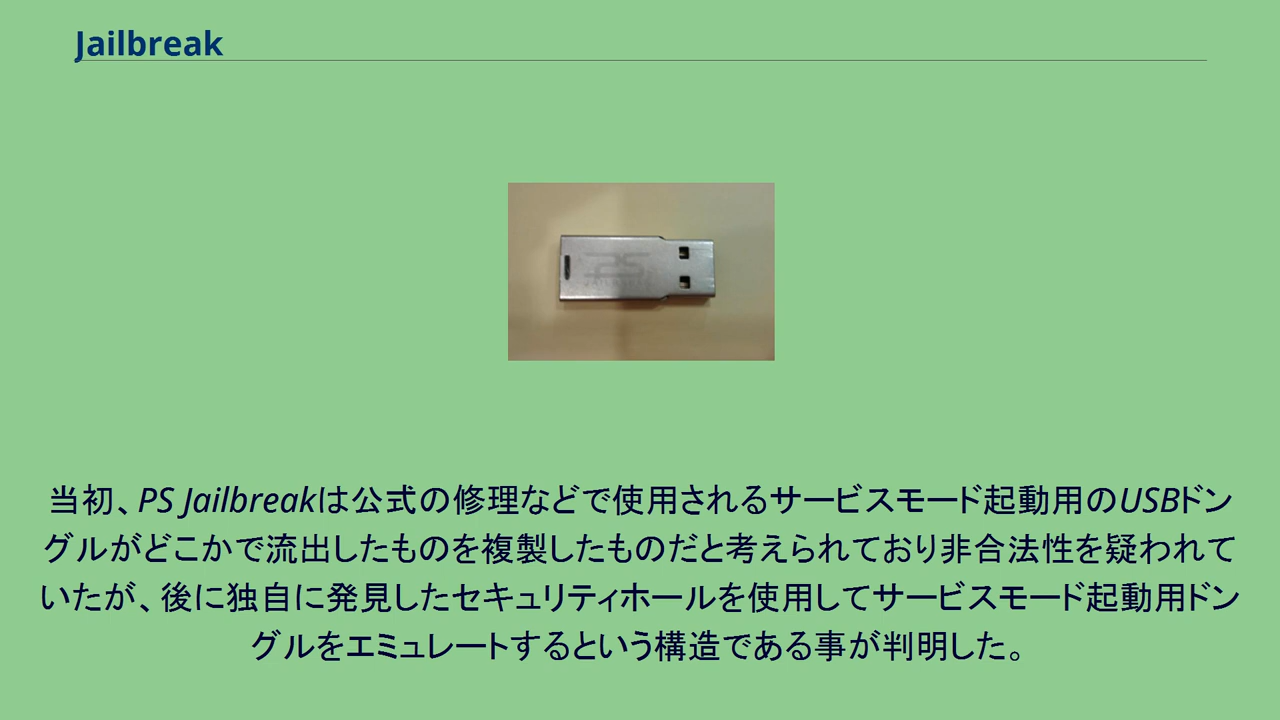 Jailbreak
PS
当初、PS Jailbreakは公式の修理などで使用されるサービスモード起動用のUSBドン
グルがどこかで流出したものを複製したものだと考えられており非合法性を疑われて
いたが、後に独自に発見したセキュリティホールを使用してサービスモード起動用ドン
グルをエミュレートするという構造である事が判明した。